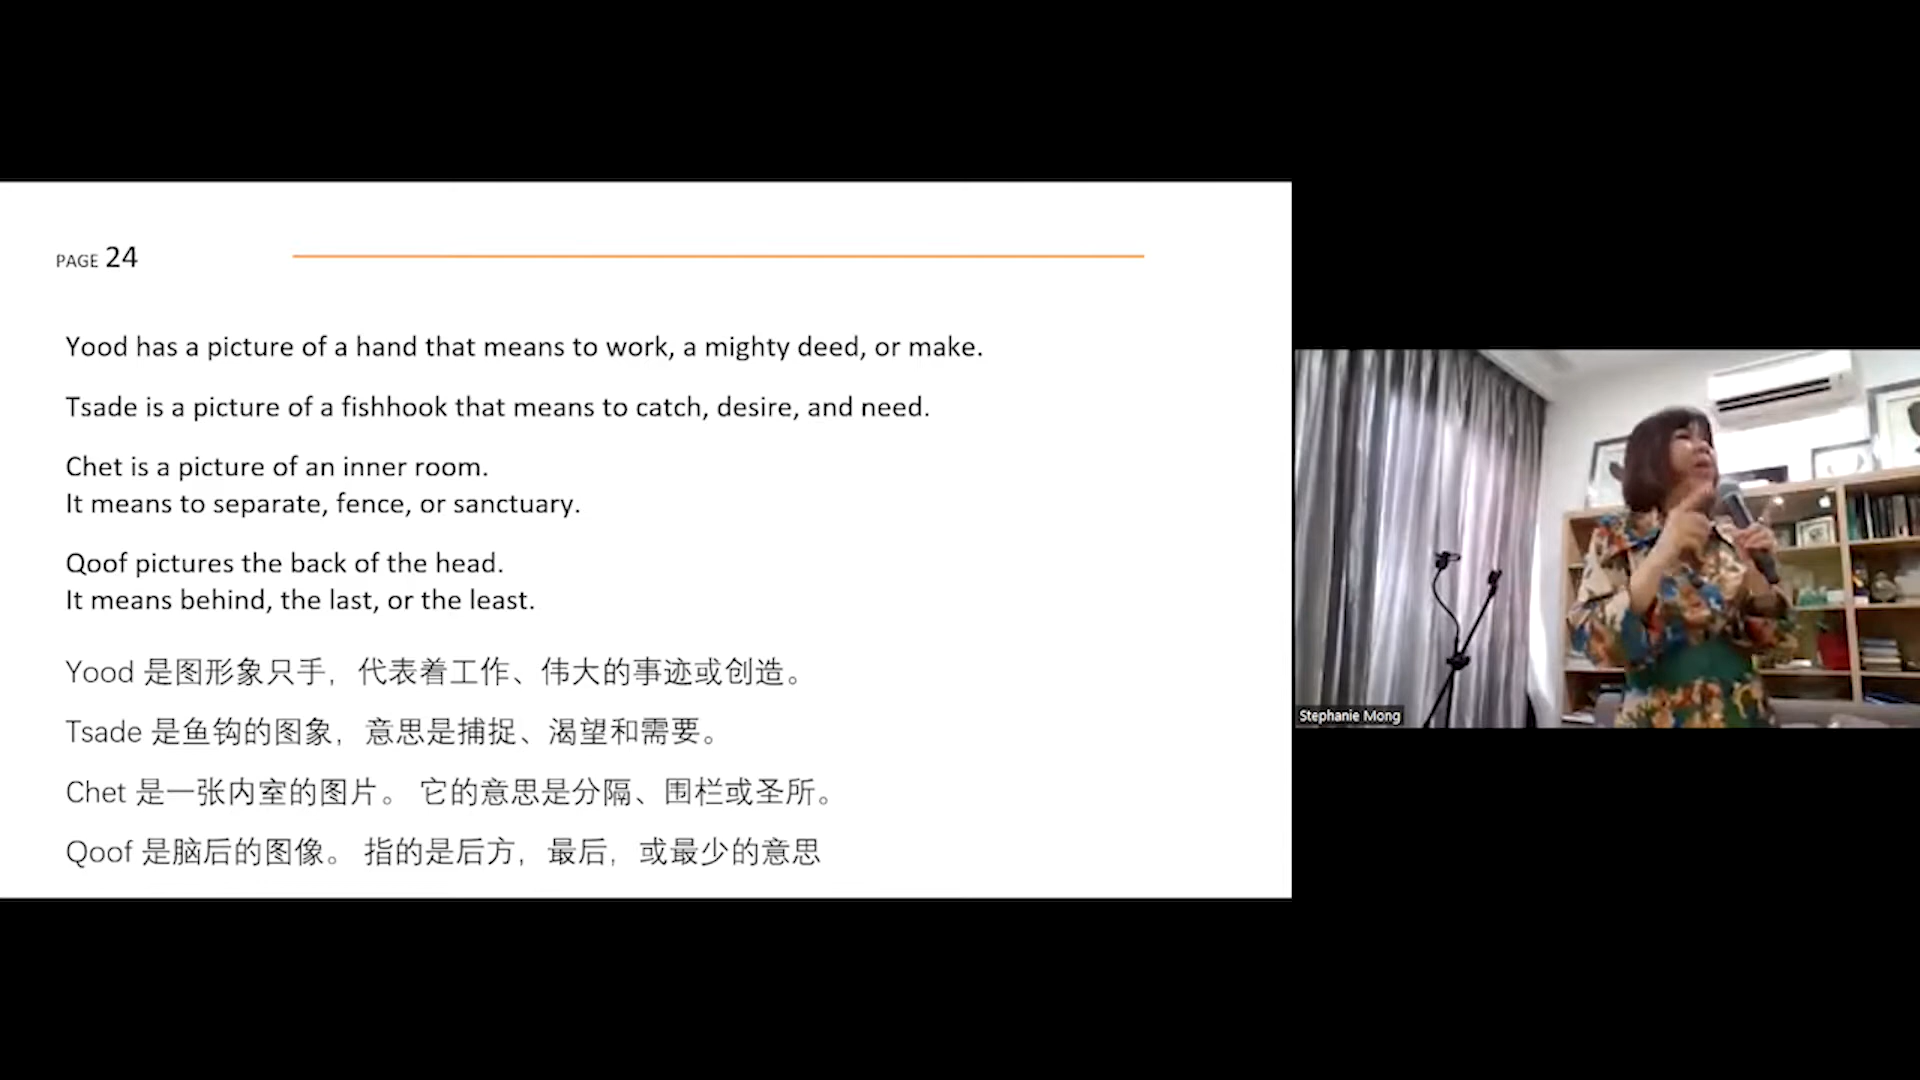 PAGE 24
Yood has a picture of a hand that means to work, a mighty deed, or make.
Tsade is a picture of a fishhook that means to catch, desire, and need.
Chet is a picture of an inner room.
It means to separate, fence, or sanctuary.
Qoof pictures the back of the head.
It means behind, the last, or the least.
Yood 是图形象只手，代表着工作、伟大的事迹或创造。
Tsade 是鱼钩的图象，意思是捕捉、渴望和需要。
Chet 是一张内室的图片。 它的意思是分隔、围栏或圣所。
Qoof 是脑后的图像。 指的是后方，最后，或最少的意思
Stephanie Mong